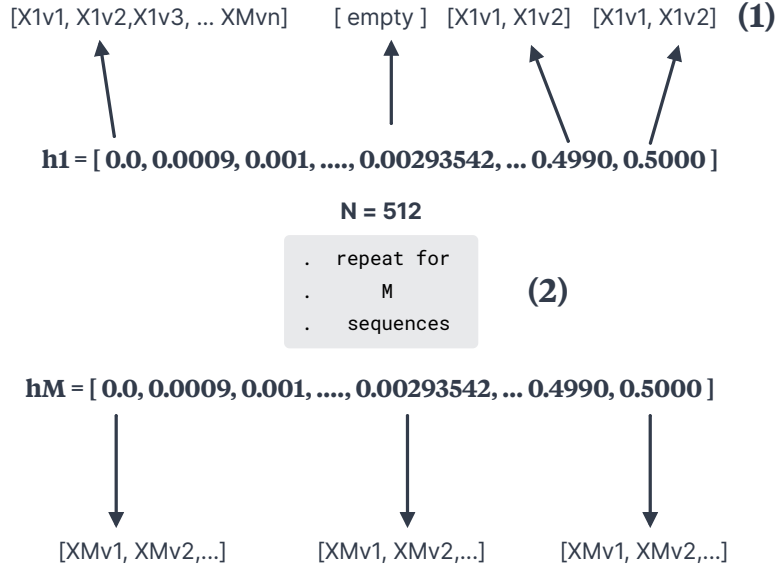 [X1v1, X1v2,X1v3, ... XMvn] [ empty ] [X1v1, X1v2] [X1v1, X1v2] (1)
h1 = [ 0.0, 0.0009, 0.001, ...., 0.00293542, ... 0.4990, 0.5000 ]
N = 512
. repeat for
. M
. sequences
(2)
hM = [ 0.0, 0.0009, 0.001, ...., 0.00293542, ... 0.4990, 0.5000 ]
[XMv1, XMv2,...] [XMv1, XMv2,...] [XMv1, XMv2,...]